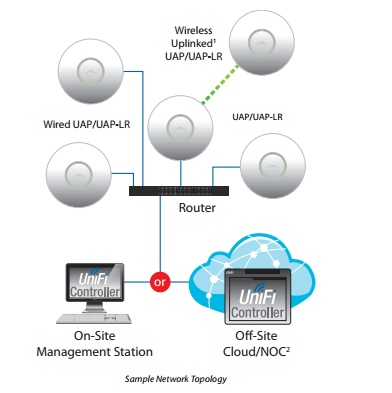 Wireless
Uplinked¹
UAP/UAP-LR
Wired UAP/UAP-LR
UAP/UAP-LR
Router
UniFi
Controller
or
UniFi
Controller
On-Site
Management Station
Off-Site
Cloud/NOC²
Sample Network Topology